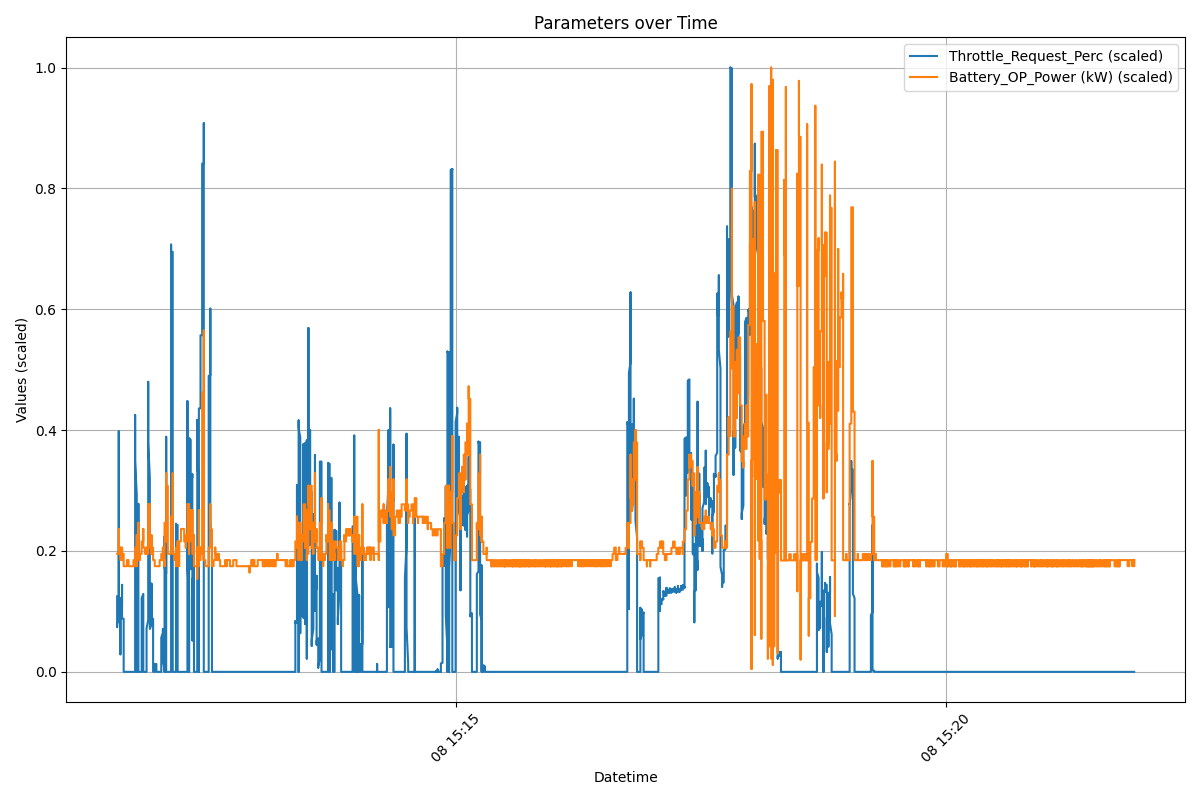 Parameters over Time
Throttle_Request_Perc (scaled)
Battery_OP_Power (kW) (scaled)
Values (scaled)
1.0
0.8
0.6
0.4
0.2
0.0
08 15:15
08 15:20
Datetime